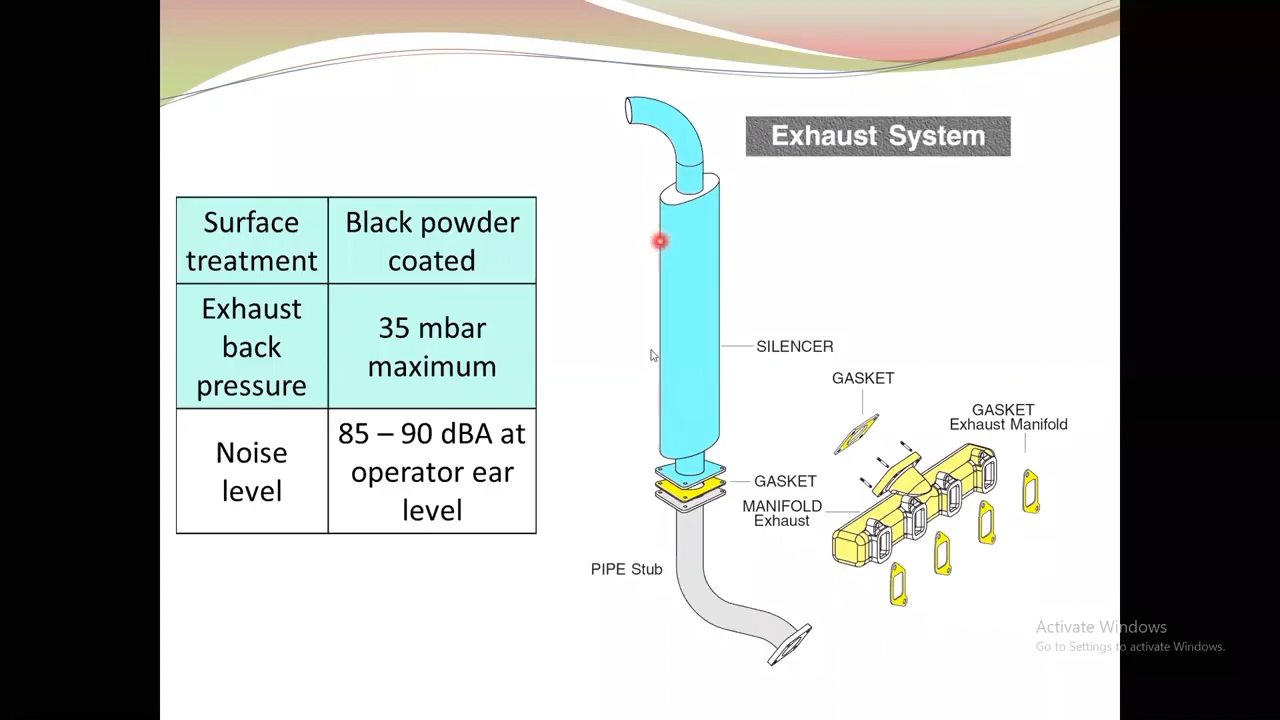 Exhaust System
Surface
treatment
Black powder
coated
Exhaust
back
pressure
35 mbar
maximum
Noise
level
85 – 90 dBA at
operator ear
level
SILENCER
GASKET
GASKET
Exhaust Manifold
GASKET
MANIFOLD
Exhaust
PIPE Stub
Activate Windows
Go to Settings to activate Windows.